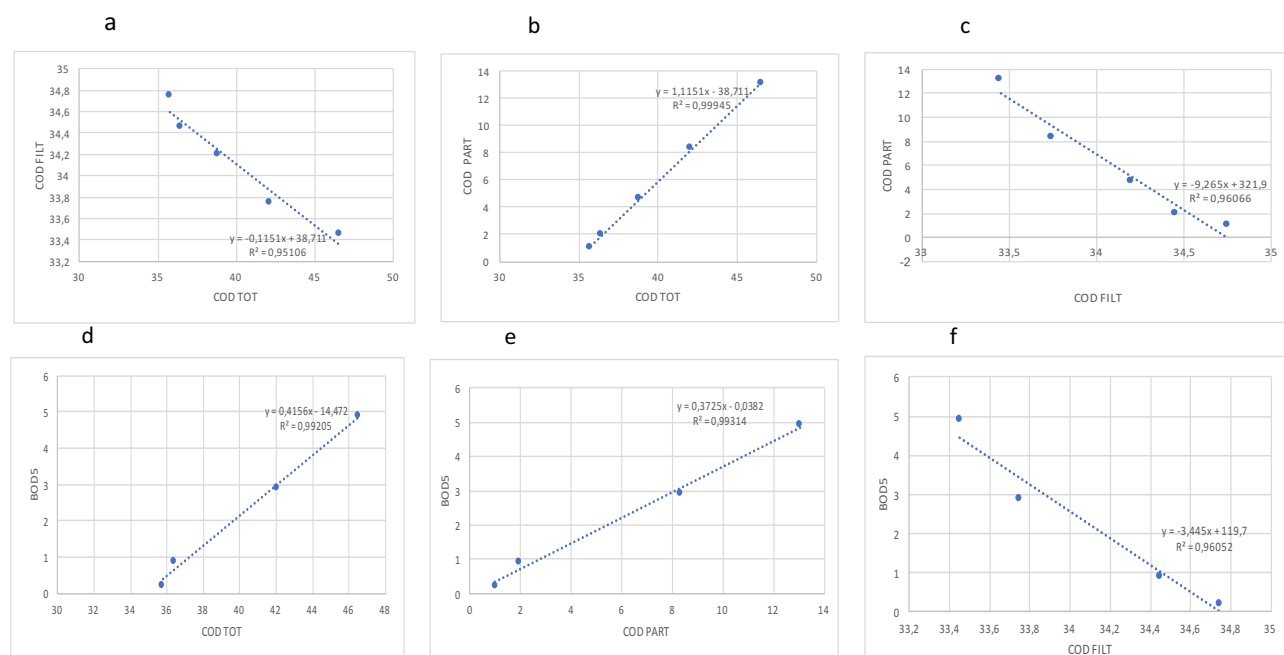 a
35
34,8
34,6
34,4
34,2
34
33,8
33,6
33,4
33,2
COD FILT
y = -0,1151x + 38,711
R² = 0,95106
30
40
50
COD TOT
b
14
12
10
8
6
4
2
0
COD PART
y = 1,1151x - 38,711
R² = 0,99945
30
35
40
45
50
COD TOT
c
14
12
10
8
6
4
2
0
-2
COD PART
y = -9,265x + 321,9
R² = 0,96066
33
33,5
34
34,5
35
COD FILT
d
6
5
4
3
2
1
0
BOD5
y = 0,4156x - 14,472
R² = 0,99205
30
32
34
36
38
40
42
44
46
48
COD TOT
e
6
5
4
3
2
1
0
BOD5
y = 0,3725x - 0,0382
R² = 0,99314
0
2
4
6
8
10
12
14
COD PART
f
6
5
4
3
2
1
0
BOD5
y = -3,445x + 119,7
R² = 0,96052
33,2
33,4
33,6
33,8
34
34,2
34,4
34,6
34,8
35
COD FILT